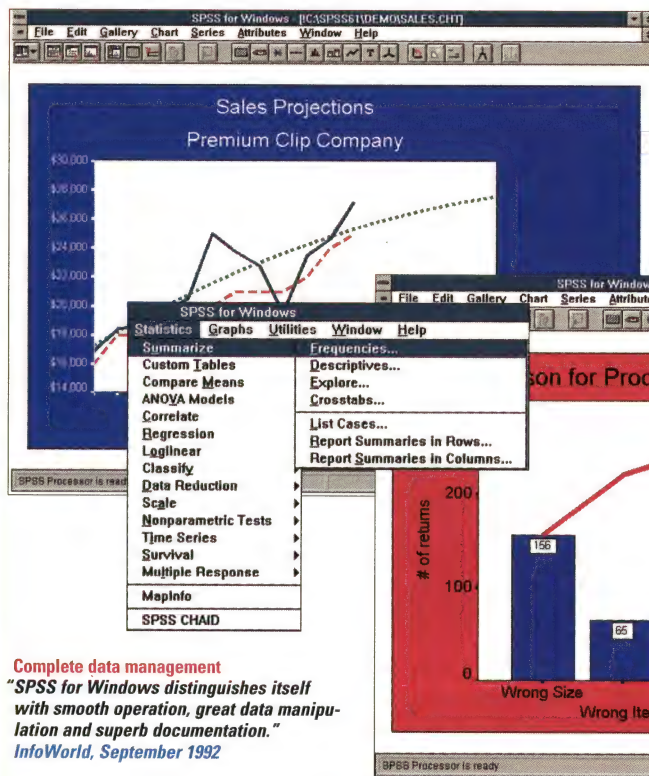 SPSS for Windows - [IC:\SPSS61\DEMO\SALES.CHT]
File Edit Gallery Chart Series Attributes Window Help
Sales Projections
Premium Clip Company
$30,000
$28,000
$26,000
$24,000
$22,000
$20,000
$18,000
$16,000
$14,000
SPSS Processor is ready
SPSS for Windows
Statistics Graphs Utilities Window Help
Summarize
Custom Tables
Compare Means
ANOVA Models
Correlate
Regression
Loglinear
Classify
Data Reduction
Scale
Nonparametric Tests
Time Series
Survival
Multiple Response
MapInfo
SPSS CHAID
Frequencies...
Descriptives...
Explore...
Crosstabs...
List Cases...
Report Summaries in Rows...
Report Summaries in Columns...
SPSS for Window
File Edit Gallery Chart Series Attribut
son for Proc
# of returns
200
100
0
156
65
Wrong Size
Wrong Ite
SPSS Processor is ready
Complete data management
"SPSS for Windows distinguishes itself
with smooth operation, great data manipu-
lation and superb documentation."
InfoWorld, September 1992